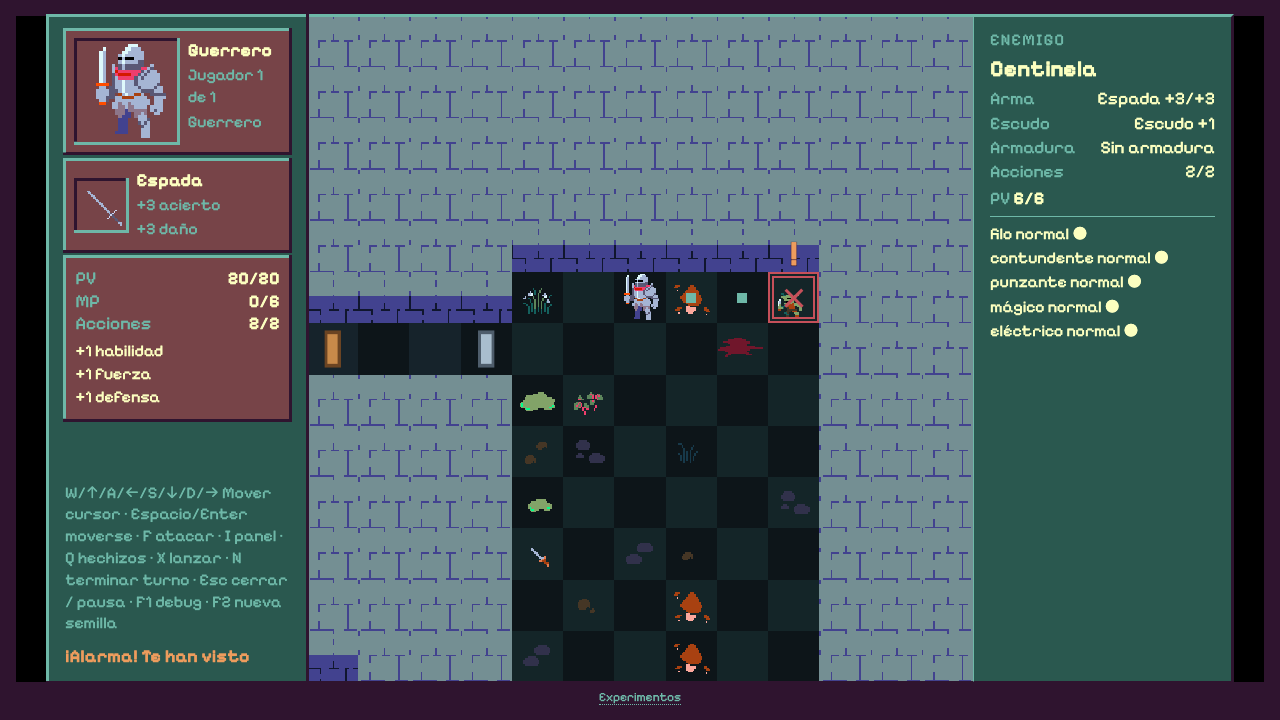 Guerrero
Jugador 1
de 1
Guerrero
Espada
+3 acierto
+3 daño
PV 80/80
MP 0/6
Acciones 8/8
+1 habilidad
+1 fuerza
+1 defensa
W/↑/A/←/S/↓/D/→ Mover
cursor · Espacio/Enter
moverse · F atacar · I panel ·
Q hechizos · X lanzar · N
terminar turno · Esc cerrar
/ pausa · F1 debug · F2 nueva
semilla
¡Alarma! Te han visto
ENEMIGO
Centinela
Arma Espada +3/+3
Escudo Escudo +1
Armadura Sin armadura
Acciones 2/2
PV 6/6
filo normal
contundente normal
punzante normal
mágico normal
eléctrico normal
Experimentos